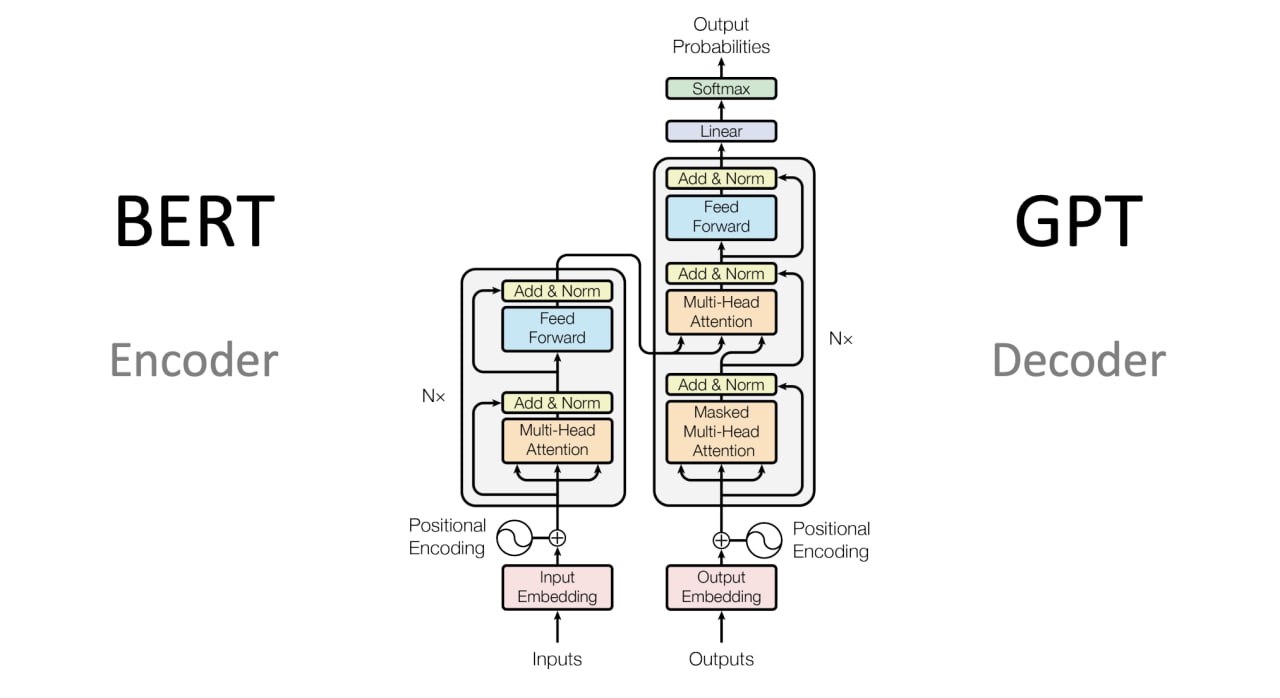 BERT
Encoder
Output
Probabilities
Softmax
Linear
Add & Norm
Feed
Forward
Add & Norm
Multi-Head
Attention
Add & Norm
Masked
Multi-Head
Attention
N×
Positional
Encoding
Output
Embedding
Outputs
Add & Norm
Feed
Forward
Add & Norm
Multi-Head
Attention
N×
Positional
Encoding
Input
Embedding
Inputs
GPT
Decoder